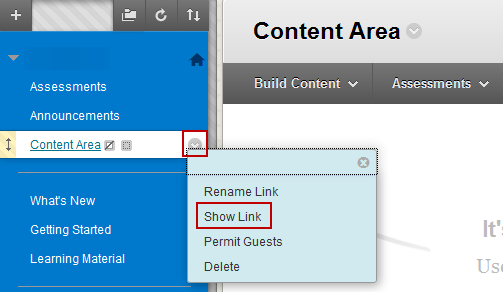 Content Area
Build Content
Assessments
Assessments
Announcements
Content Area
Rename Link
Show Link
Permit Guests
Delete
What's New
Getting Started
Learning Material
It's
Use